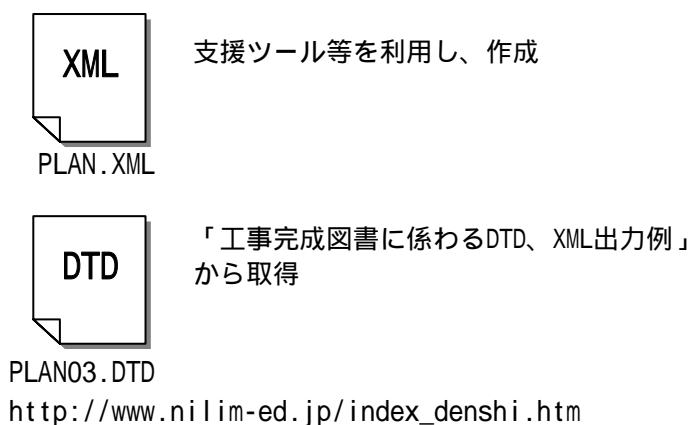 XML
支援ツール等を利用し、作成
PLAN.XML
DTD
「工事完成図書に係わるDTD、XML出力例」
から取得
PLAN03.DTD
http://www.nilim-ed.jp/index_denshi.htm